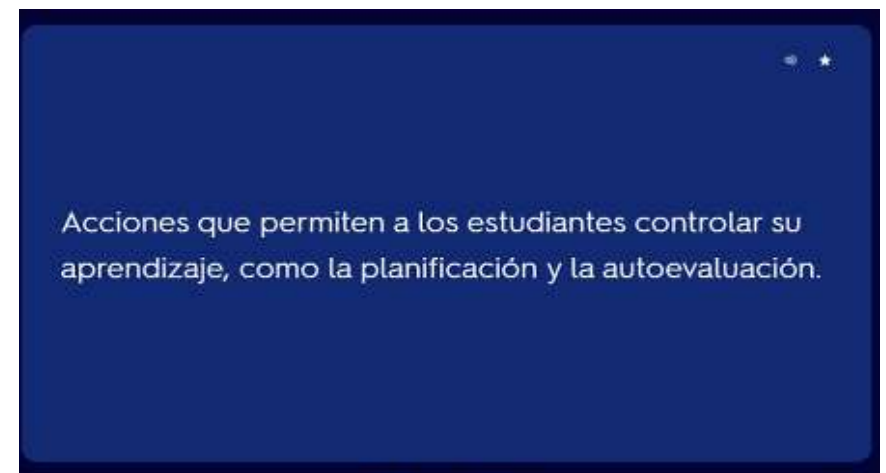 Acciones que permiten a los estudiantes controlar su
aprendizaje, como la planificación y la autoevaluación.